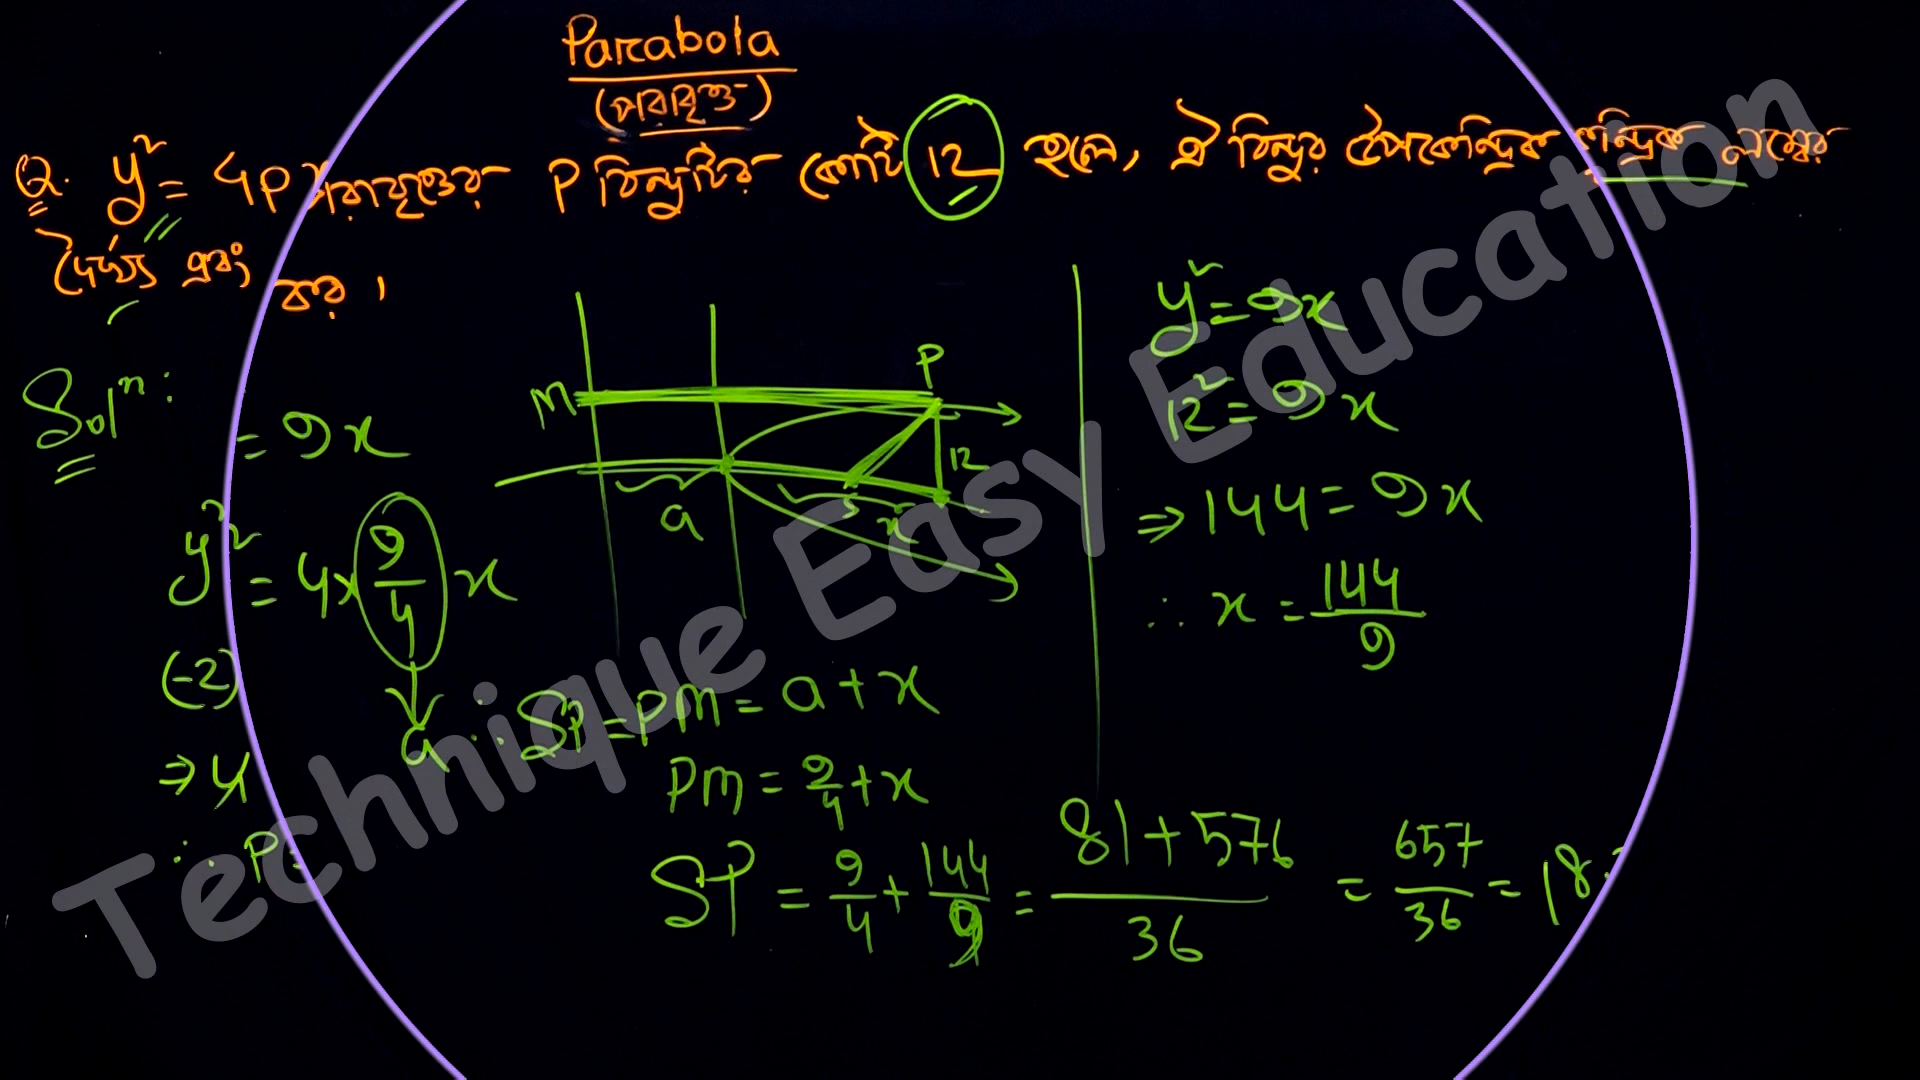 Parabola
(পরাবৃত্ত)
Q. y² = 4p পরাবৃত্তের P বিন্দুটির কোটি 12 হলে, ঐ বিন্দুর উপকেন্দ্রিক ন্দ্রিক লম্বের
দৈর্ঘ্য এবং কর।
Solⁿ:
= 9x
y² = 4x 9/4 x
(-2)
a
M
P
12
a
S
x
∴ SP = PM = a + x
PM = 9/4 + x
SP = 9/4 + 144/9 = 81 + 576 / 36 = 657/36 = 18.
y² = 9x
12² = 9x
⇒ 144 = 9x
∴ x = 144/9
Technique Easy Education